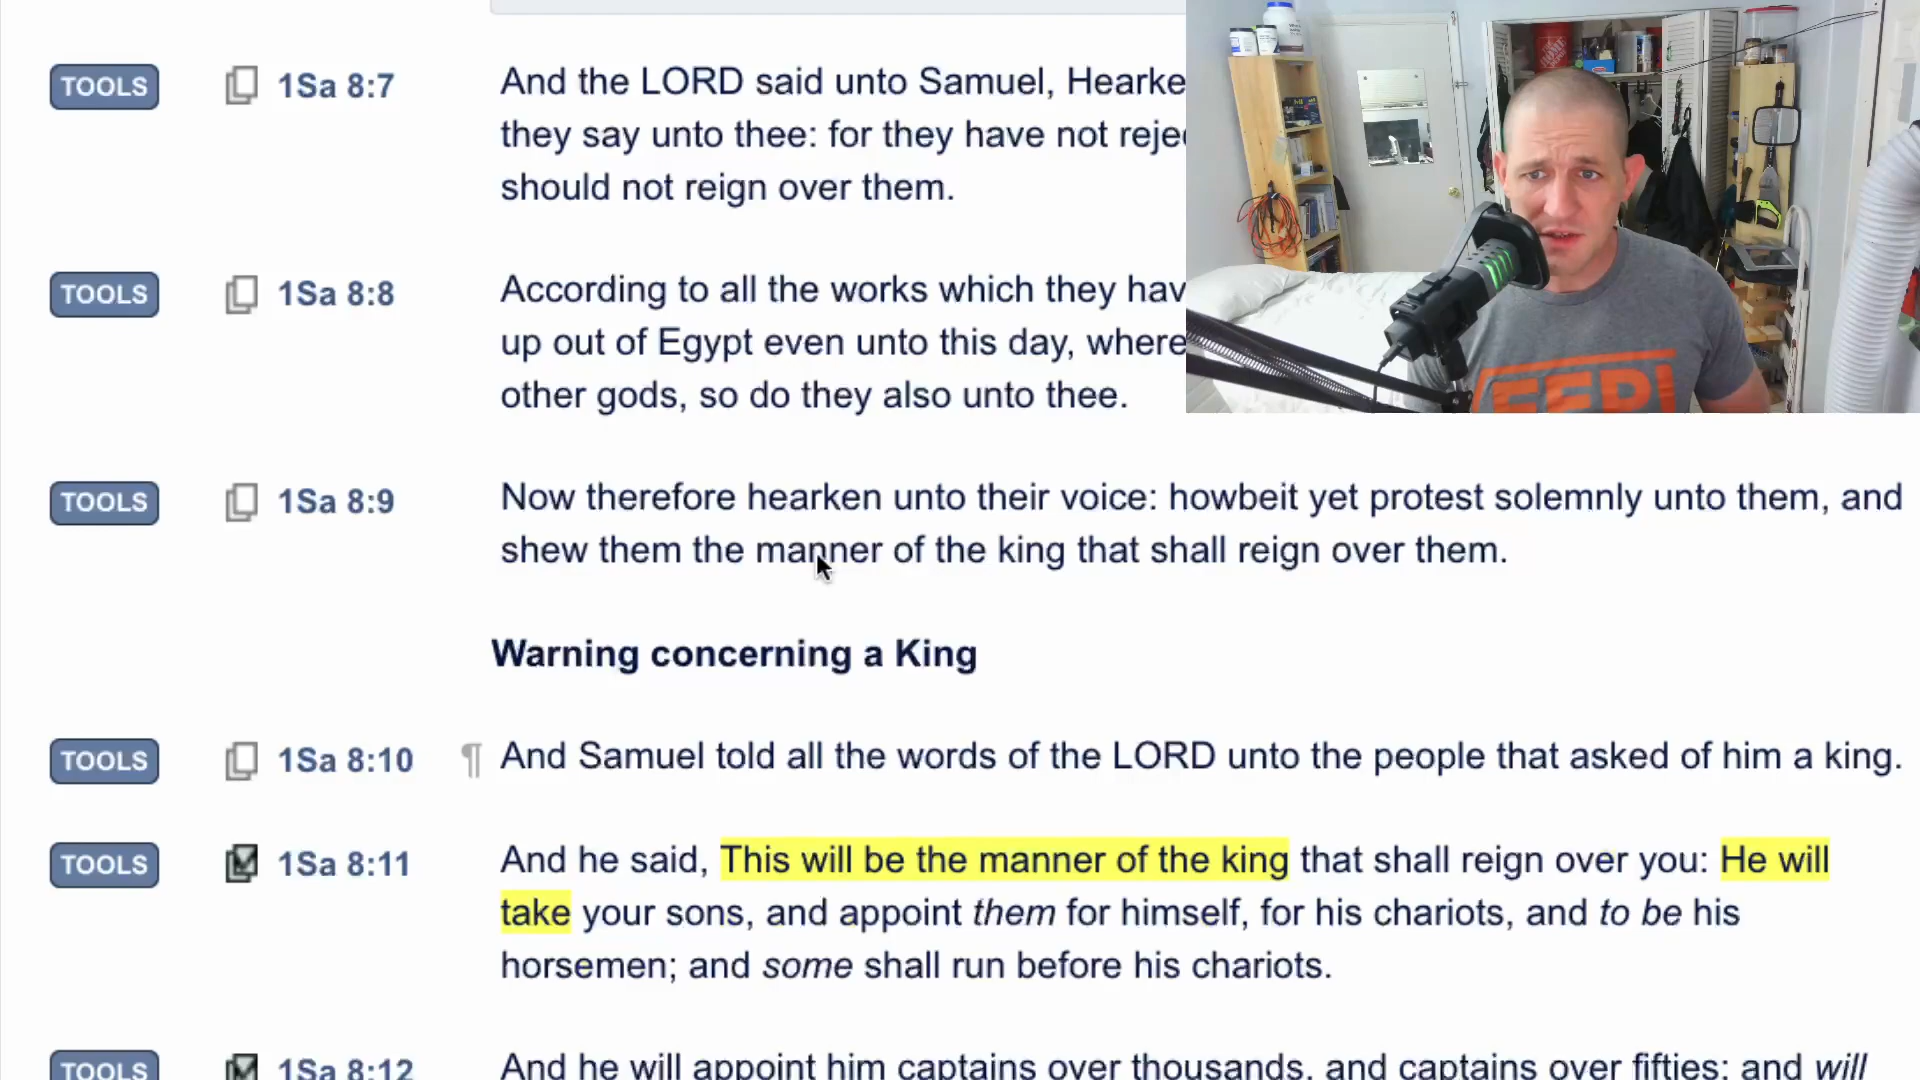 TOOLS 1Sa 8:7 And the LORD said unto Samuel, 
they say unto thee: for they have not
should not reign over them.
TOOLS 1Sa 8:8 According to all the works which they
up out of Egypt even unto this day,
other gods, so do they also unto thee.
TOOLS 1Sa 8:9 Now therefore hearken unto their voice: howbeit yet protest solemnly unto them, and
shew them the manner of the king that shall reign over them.
Warning concerning a King
TOOLS 1Sa 8:10 ¶ And Samuel told all the words of the LORD unto the people that asked of him a king.
TOOLS 1Sa 8:11 And he said, This will be the manner of the king that shall reign over you: He will
take your sons, and appoint them for himself, for his chariots, and to be his
horsemen; and some shall run before his chariots.
TOOLS 1Sa 8:12 And he will appoint him captains over thousands, and captains over fifties; and will